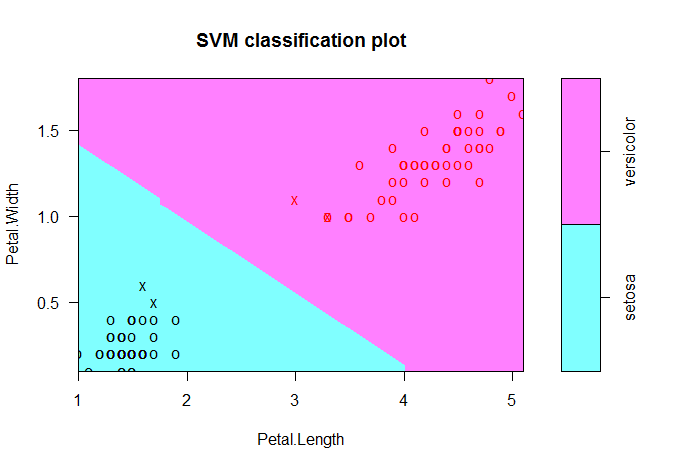 SVM classification plot
Petal.Width
1.5
1.0
0.5
1
2
3
4
5
Petal.Length
versicolor
setosa